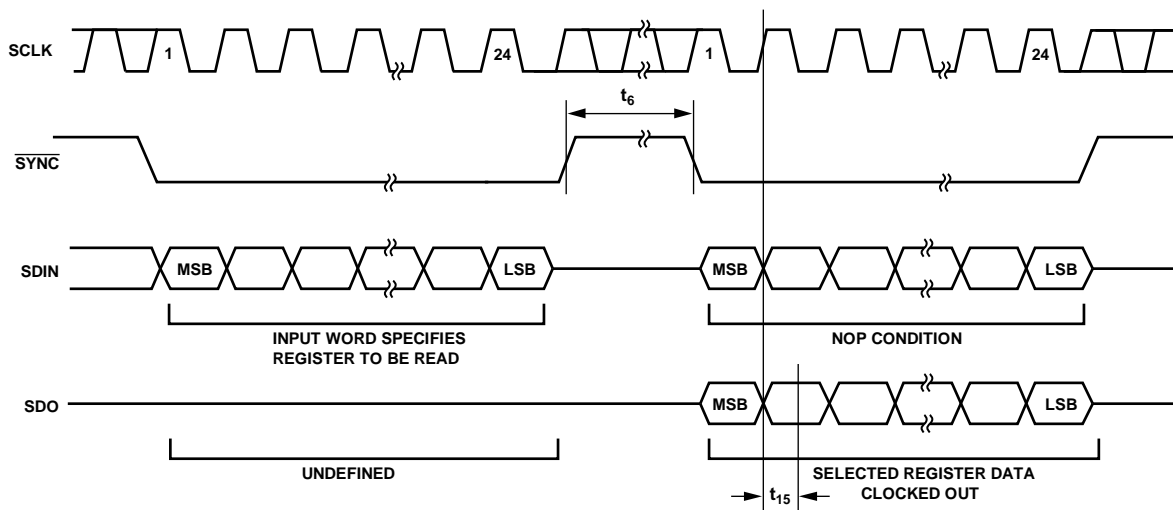 SCLK
1
24
1
24
t6
SYNC
SDIN
MSB
LSB
MSB
LSB
INPUT WORD SPECIFIES
REGISTER TO BE READ
NOP CONDITION
SDO
MSB
LSB
UNDEFINED
SELECTED REGISTER DATA
CLOCKED OUT
t15